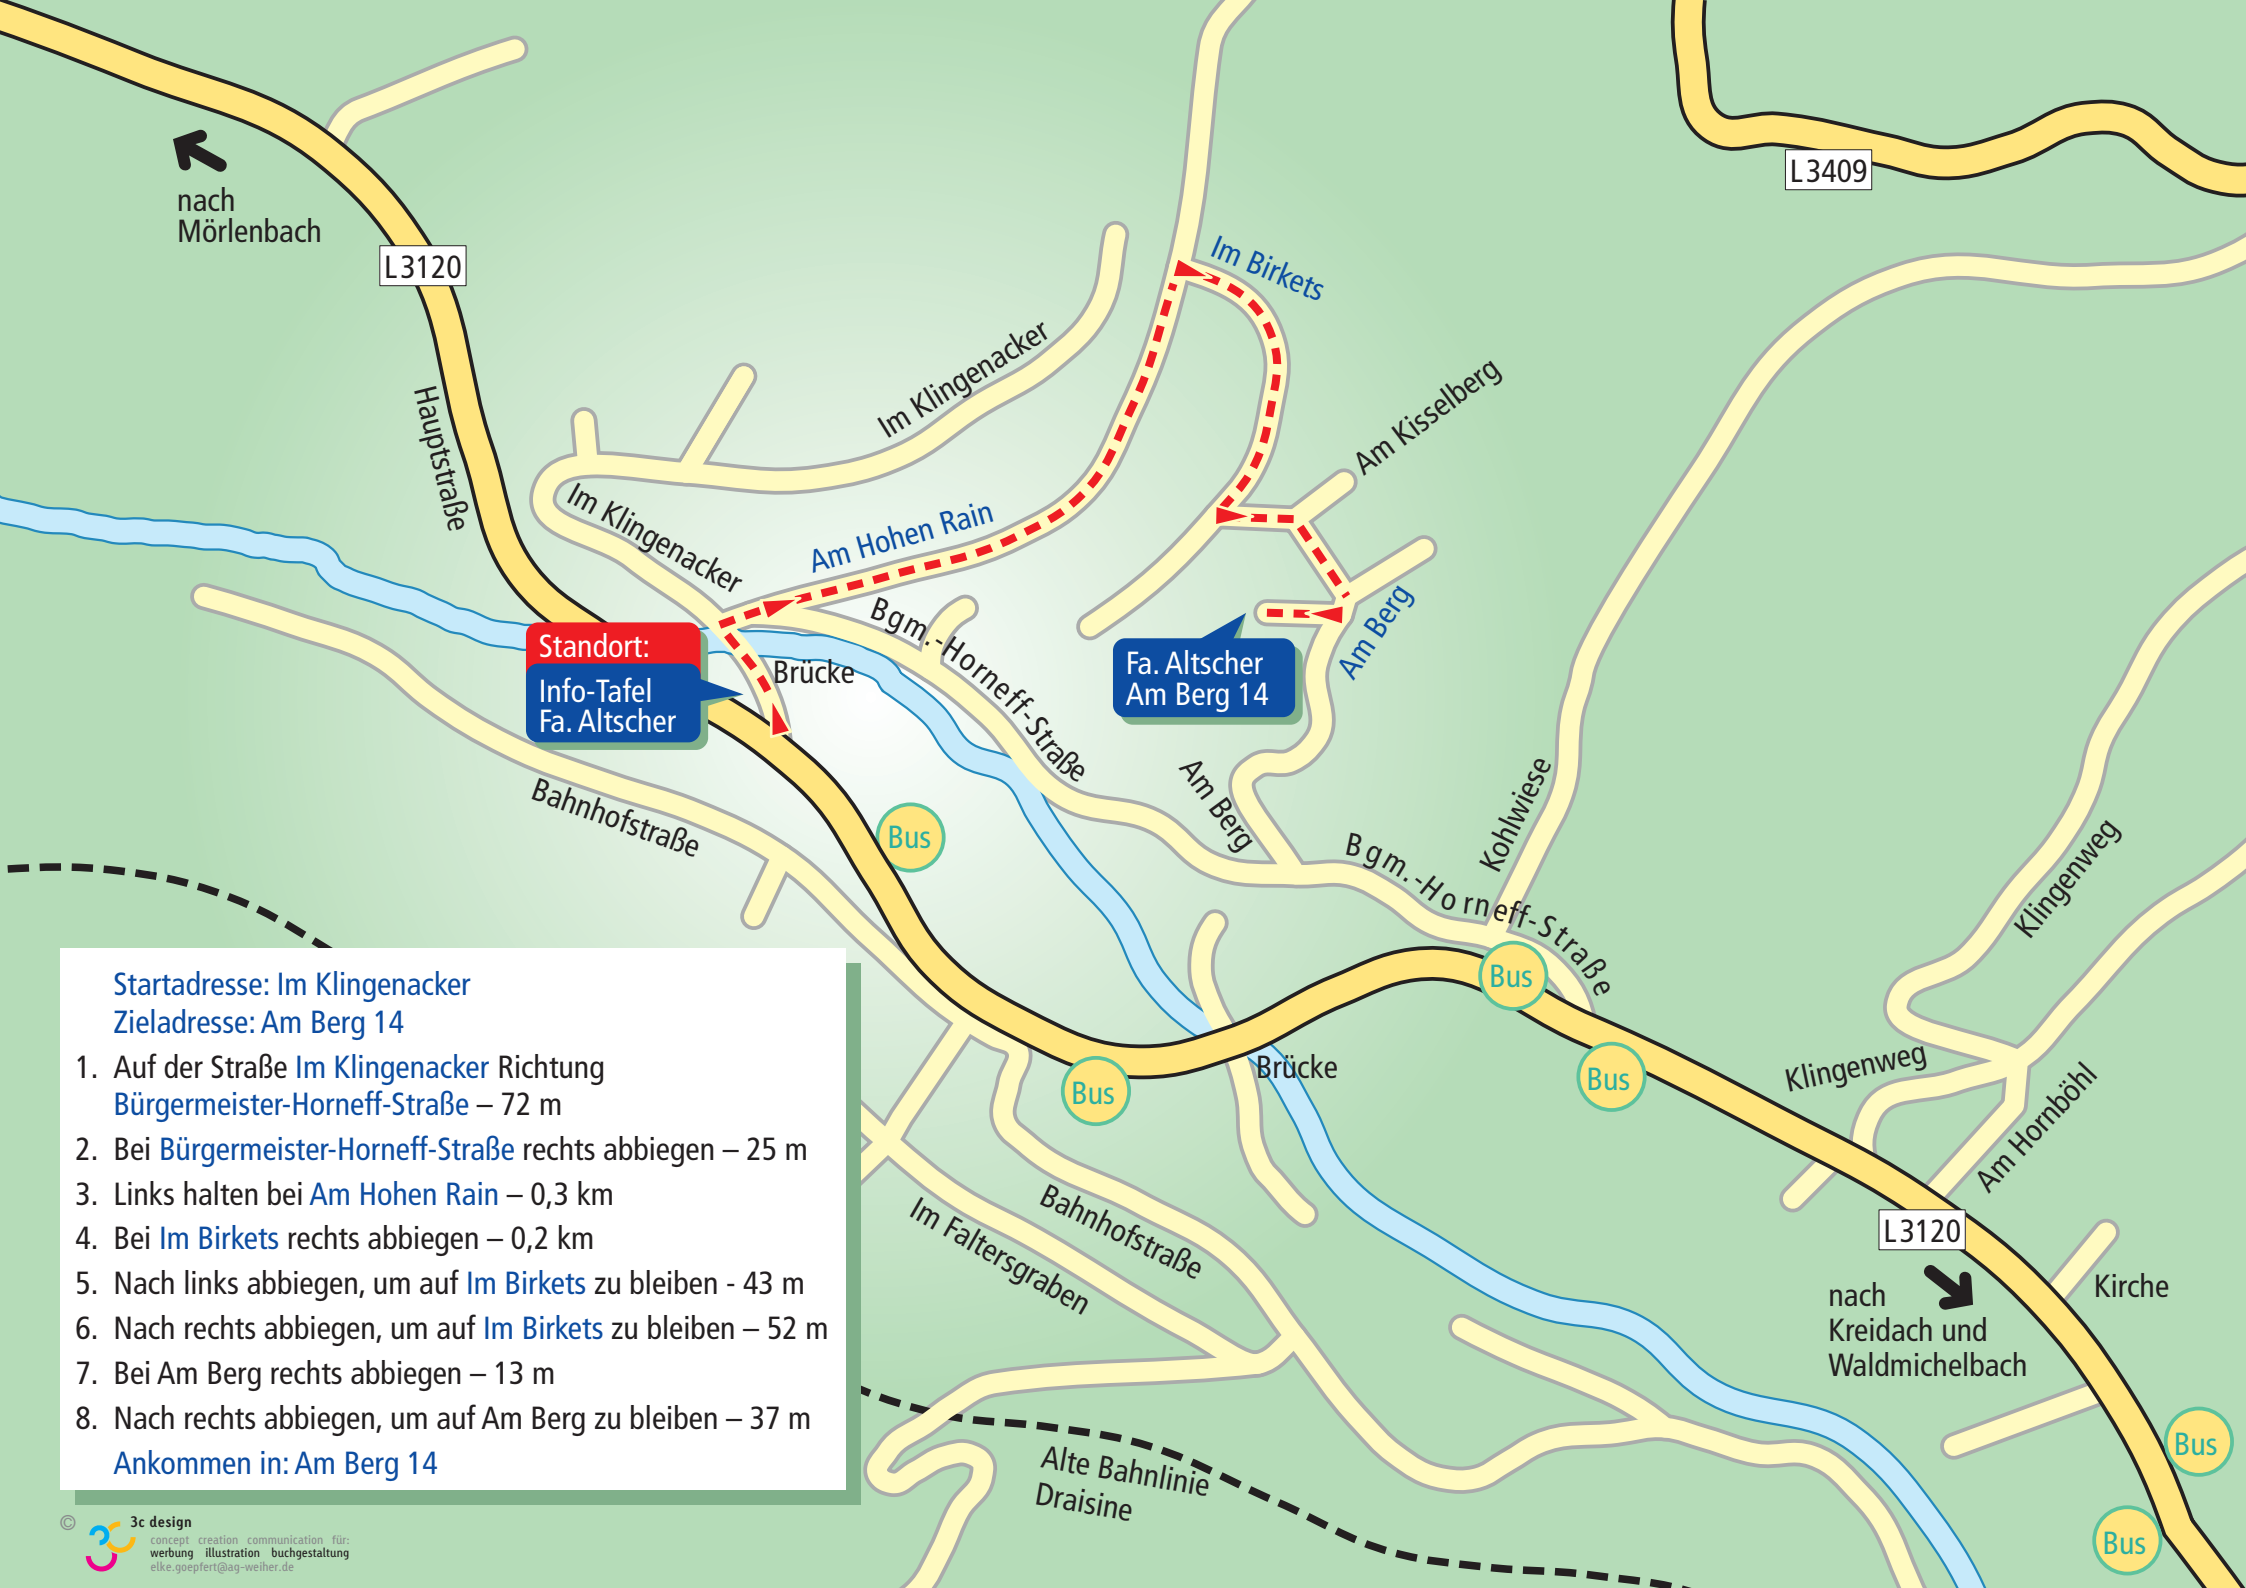 nach
Mörlenbach
L3120
L3409
Hauptstraße
Im Klingenacker
Im Klingenacker
Am Hohen Rain
Im Birkets
Am Kisselberg
Am Berg
Standort:
Info-Tafel
Fa. Altscher
Brücke
Bgm.-Horneff-Straße
Fa. Altscher
Am Berg 14
Am Berg
Bahnhofstraße
Bus
Bgm.-Horneff-Straße
Kohlwiese
Klingenweg
Bus
Bus
Bus
Brücke
Klingenweg
Am Hornböhl
L3120
Kirche
nach
Kreidach und
Waldmichelbach
Bahnhofstraße
Im Faltersgraben
Bus
Bus
Alte Bahnlinie
Draisine
Startadresse: Im Klingenacker
Zieladresse: Am Berg 14
1. Auf der Straße Im Klingenacker Richtung
Bürgermeister-Horneff-Straße – 72 m
2. Bei Bürgermeister-Horneff-Straße rechts abbiegen – 25 m
3. Links halten bei Am Hohen Rain – 0,3 km
4. Bei Im Birkets rechts abbiegen – 0,2 km
5. Nach links abbiegen, um auf Im Birkets zu bleiben - 43 m
6. Nach rechts abbiegen, um auf Im Birkets zu bleiben – 52 m
7. Bei Am Berg rechts abbiegen – 13 m
8. Nach rechts abbiegen, um auf Am Berg zu bleiben – 37 m
Ankommen in: Am Berg 14
© 3c design
concept creation communication für:
werbung illustration buchgestaltung
elke.goepfert@ag-weiher.de